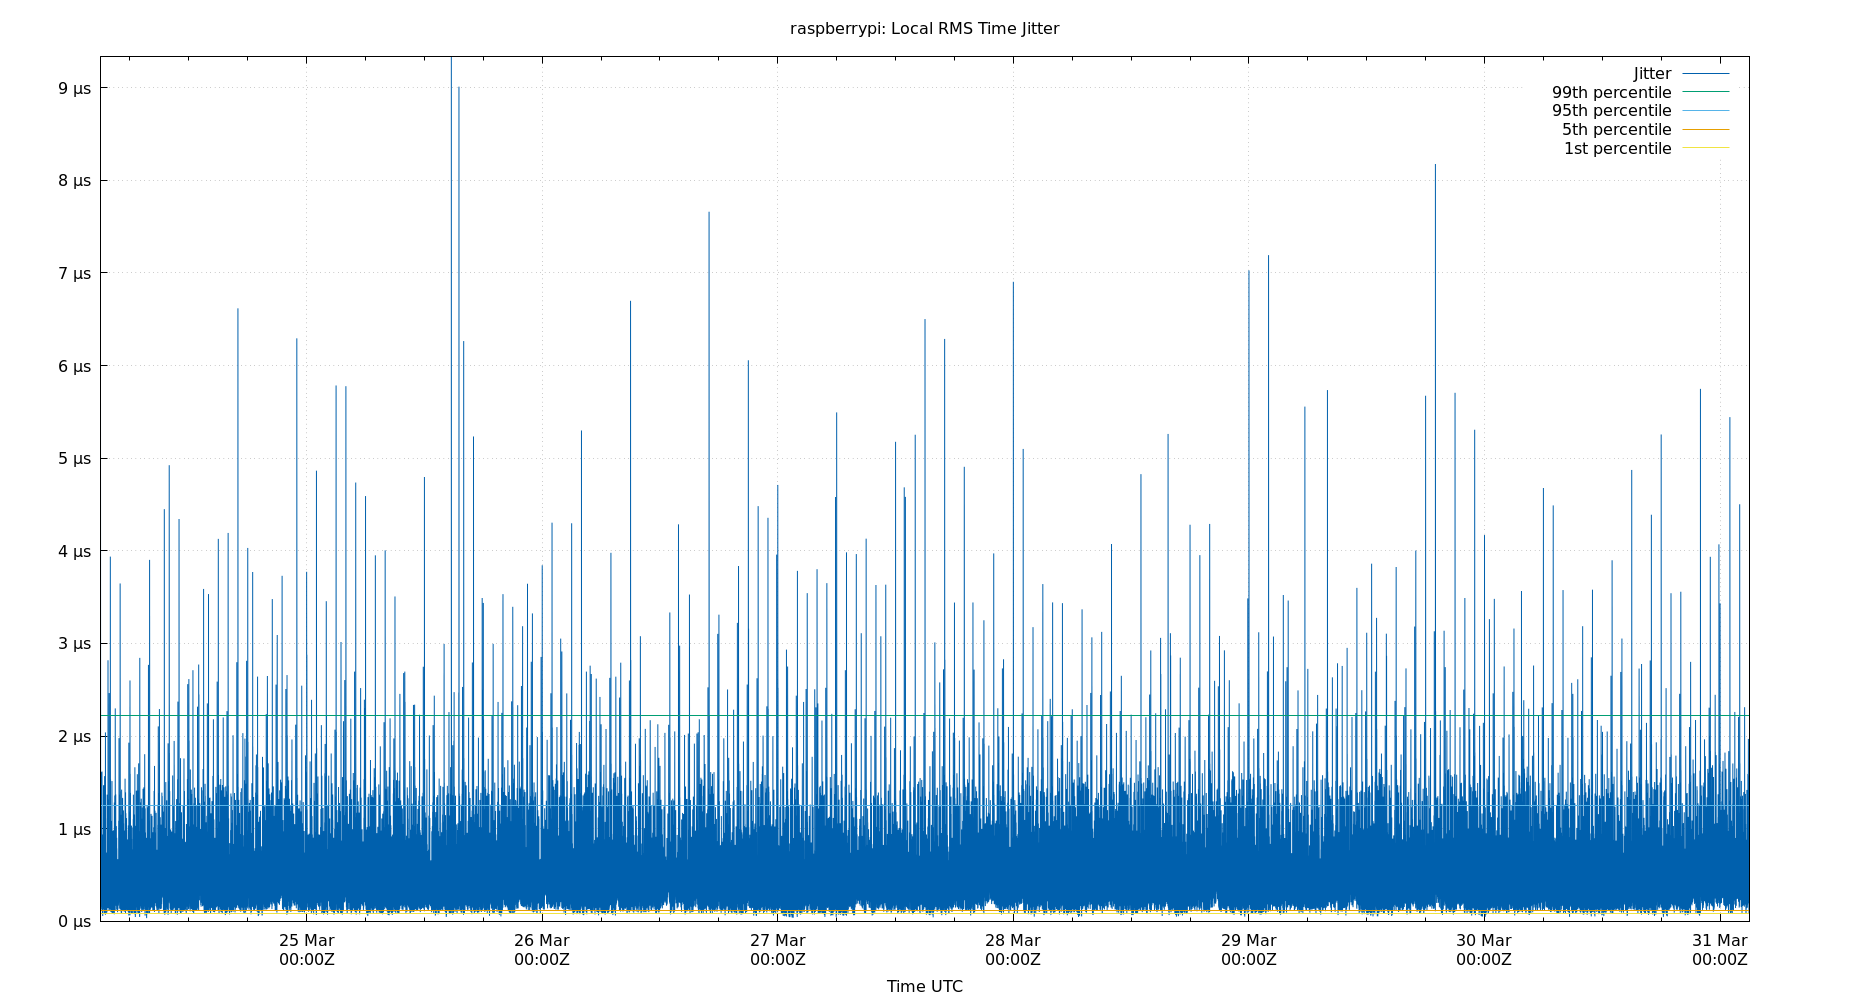 raspberrypi: Local RMS Time Jitter
Jitter
99th percentile
95th percentile
5th percentile
1st percentile
9 µs
8 µs
7 µs
6 µs
5 µs
4 µs
3 µs
2 µs
1 µs
0 µs
25 Mar 26 Mar 27 Mar 28 Mar 29 Mar 30 Mar 31 Mar
00:00Z 00:00Z 00:00Z 00:00Z 00:00Z 00:00Z 00:00Z
Time UTC